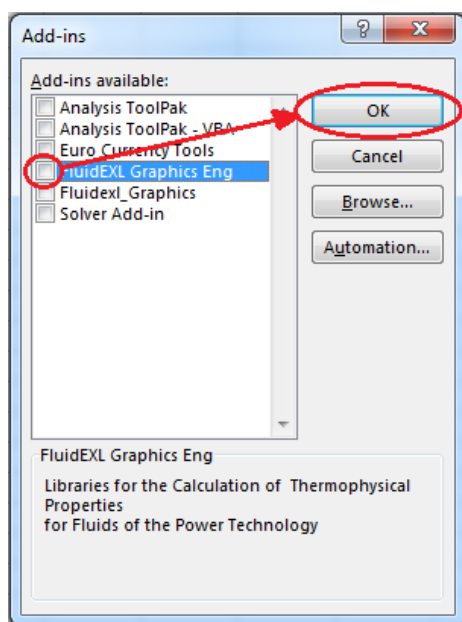 Add-ins
?
Add-ins available:
Analysis ToolPak
Analysis ToolPak - VBA
Euro Currency Tools
FluidEXL Graphics Eng
Fluidexl_Graphics
Solver Add-in
OK
Cancel
Browse...
Automation...
FluidEXL Graphics Eng
Libraries for the Calculation of Thermophysical
Properties
for Fluids of the Power Technology